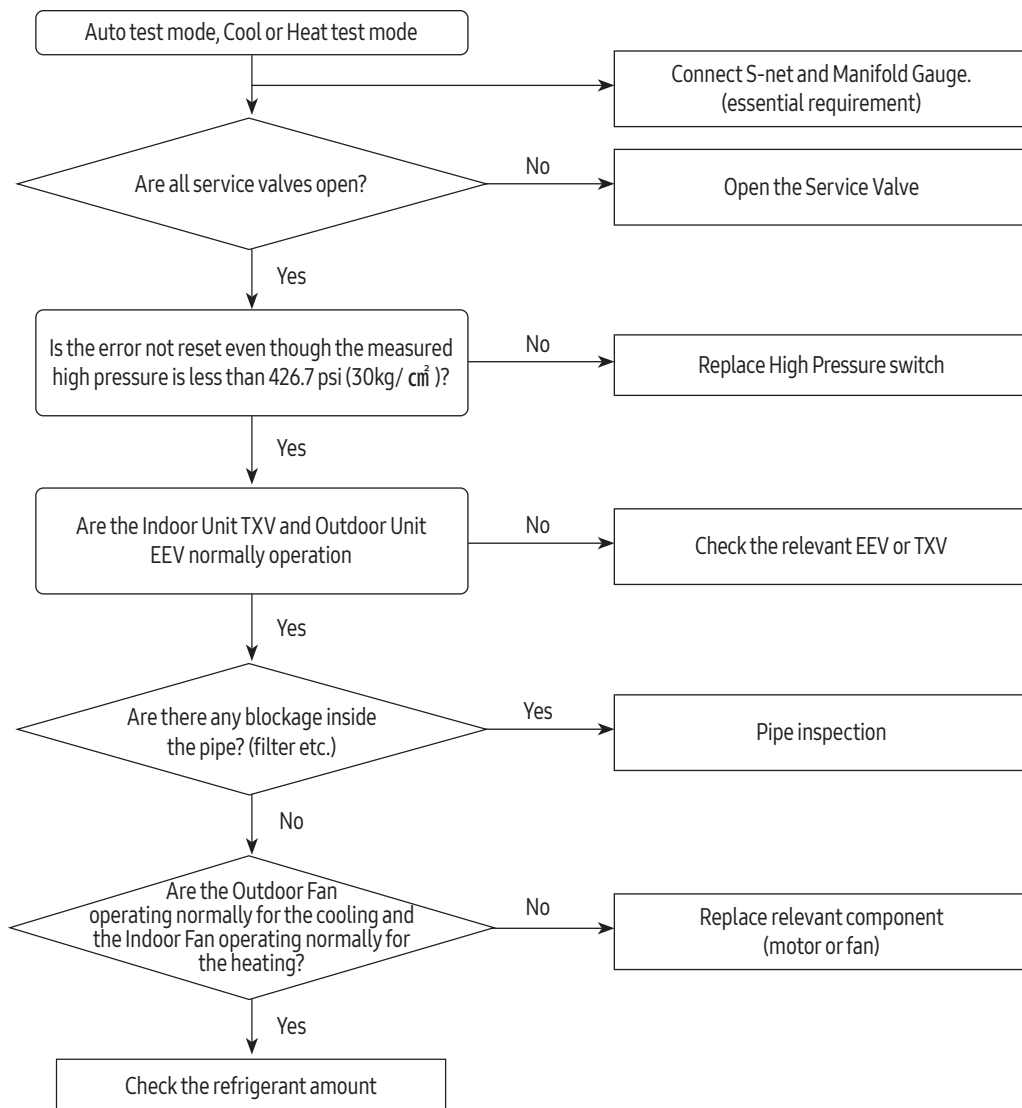 Auto test mode, Cool or Heat test mode
Connect S-net and Manifold Gauge.
(essential requirement)
Are all service valves open?
No
Open the Service Valve
Yes
Is the error not reset even though the measured
high pressure is less than 426.7 psi (30kg/ ㎠ )?
No
Replace High Pressure switch
Yes
Are the Indoor Unit TXV and Outdoor Unit
EEV normally operation
No
Check the relevant EEV or TXV
Yes
Are there any blockage inside
the pipe? (filter etc.)
Yes
Pipe inspection
No
Are the Outdoor Fan
operating normally for the cooling and
the Indoor Fan operating normally for
the heating?
No
Replace relevant component
(motor or fan)
Yes
Check the refrigerant amount